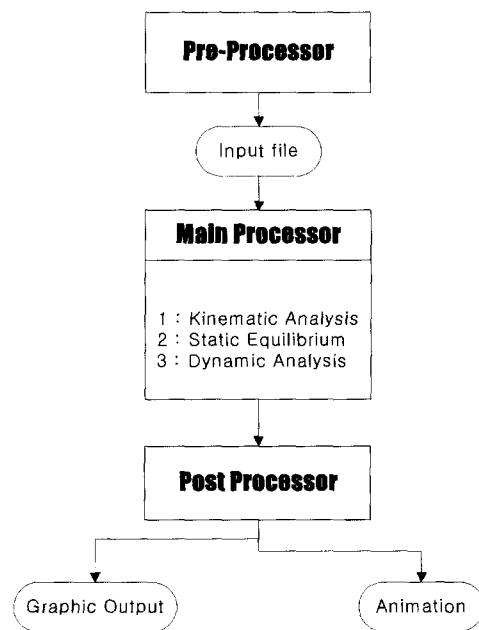 Pre-Processor
Input file
Main Processor
1 : Kinematic Analysis
2 : Static Equilibrium
3 : Dynamic Analysis
Post Processor
Graphic Output
Animation